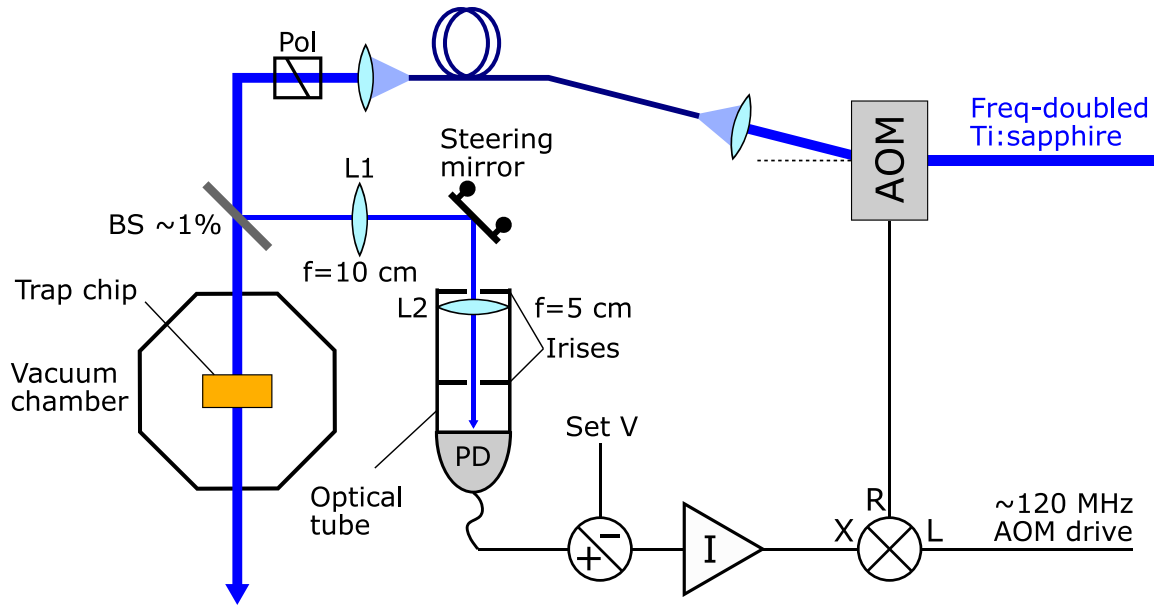 Pol
Freq-doubled
Ti:sapphire
AOM
Steering
mirror
L1
BS ~1%
f=10 cm
Trap chip
L2
f=5 cm
Irises
Vacuum
chamber
Set V
PD
Optical
tube
+
-
I
X
R
L
~120 MHz
AOM drive